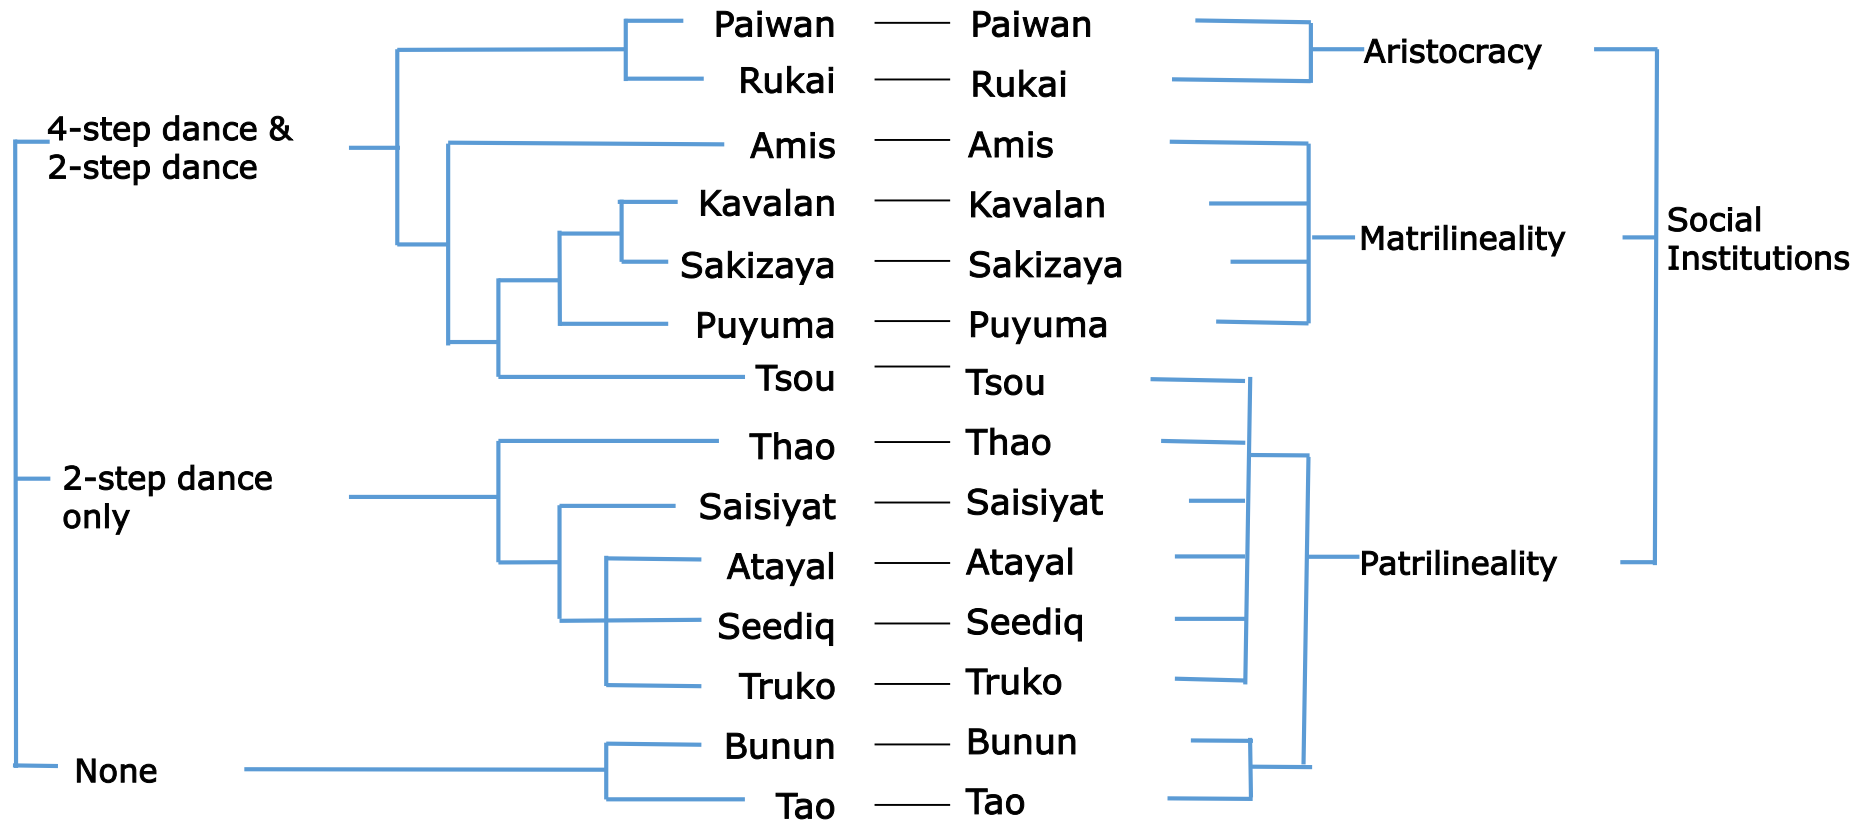 4-step dance &
2-step dance
2-step dance
only
None
Paiwan
Rukai
Amis
Kavalan
Sakizaya
Puyuma
Tsou
Thao
Saisiyat
Atayal
Seediq
Truko
Bunun
Tao
Paiwan
Rukai
Amis
Kavalan
Sakizaya
Puyuma
Tsou
Thao
Saisiyat
Atayal
Seediq
Truko
Bunun
Tao
Aristocracy
Matrilineality
Patrilineality
Social
Institutions